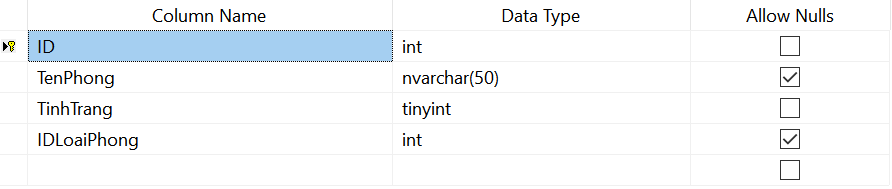 Column Name Data Type Allow Nulls
ID int
TenPhong nvarchar(50)
TinhTrang tinyint
IDLoaiPhong int